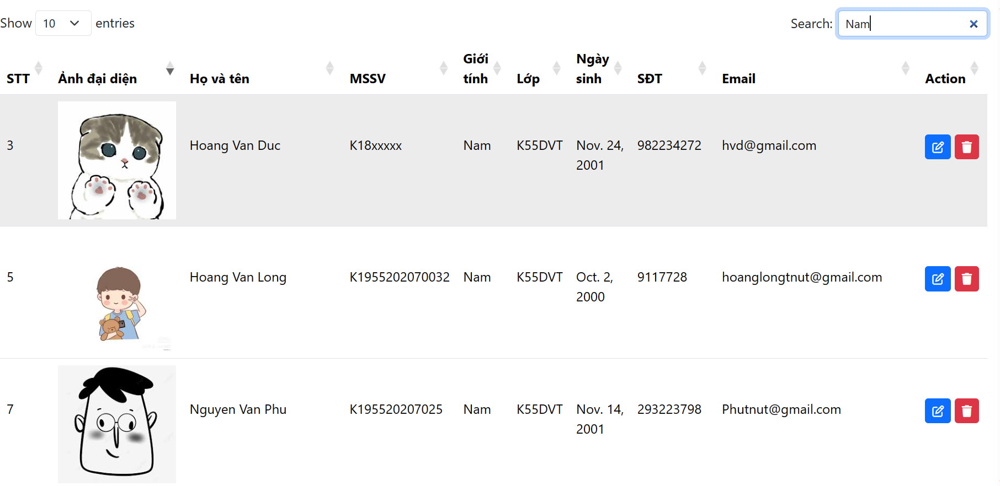 Show 10 entries
Search: Nam
STT Ảnh đại diện Họ và tên MSSV Giới tính Lớp Ngày sinh SĐT Email Action
3 Hoang Van Duc K18xxxxx Nam K55DVT Nov. 24, 982234272 hvd@gmail.com
2001
5 Hoang Van Long K1955202070032 Nam K55DVT Oct. 2, 9117728 hoanglongtnut@gmail.com
2000
7 Nguyen Van Phu K195520207025 Nam K55DVT Nov. 14, 293223798 Phutnut@gmail.com
2001